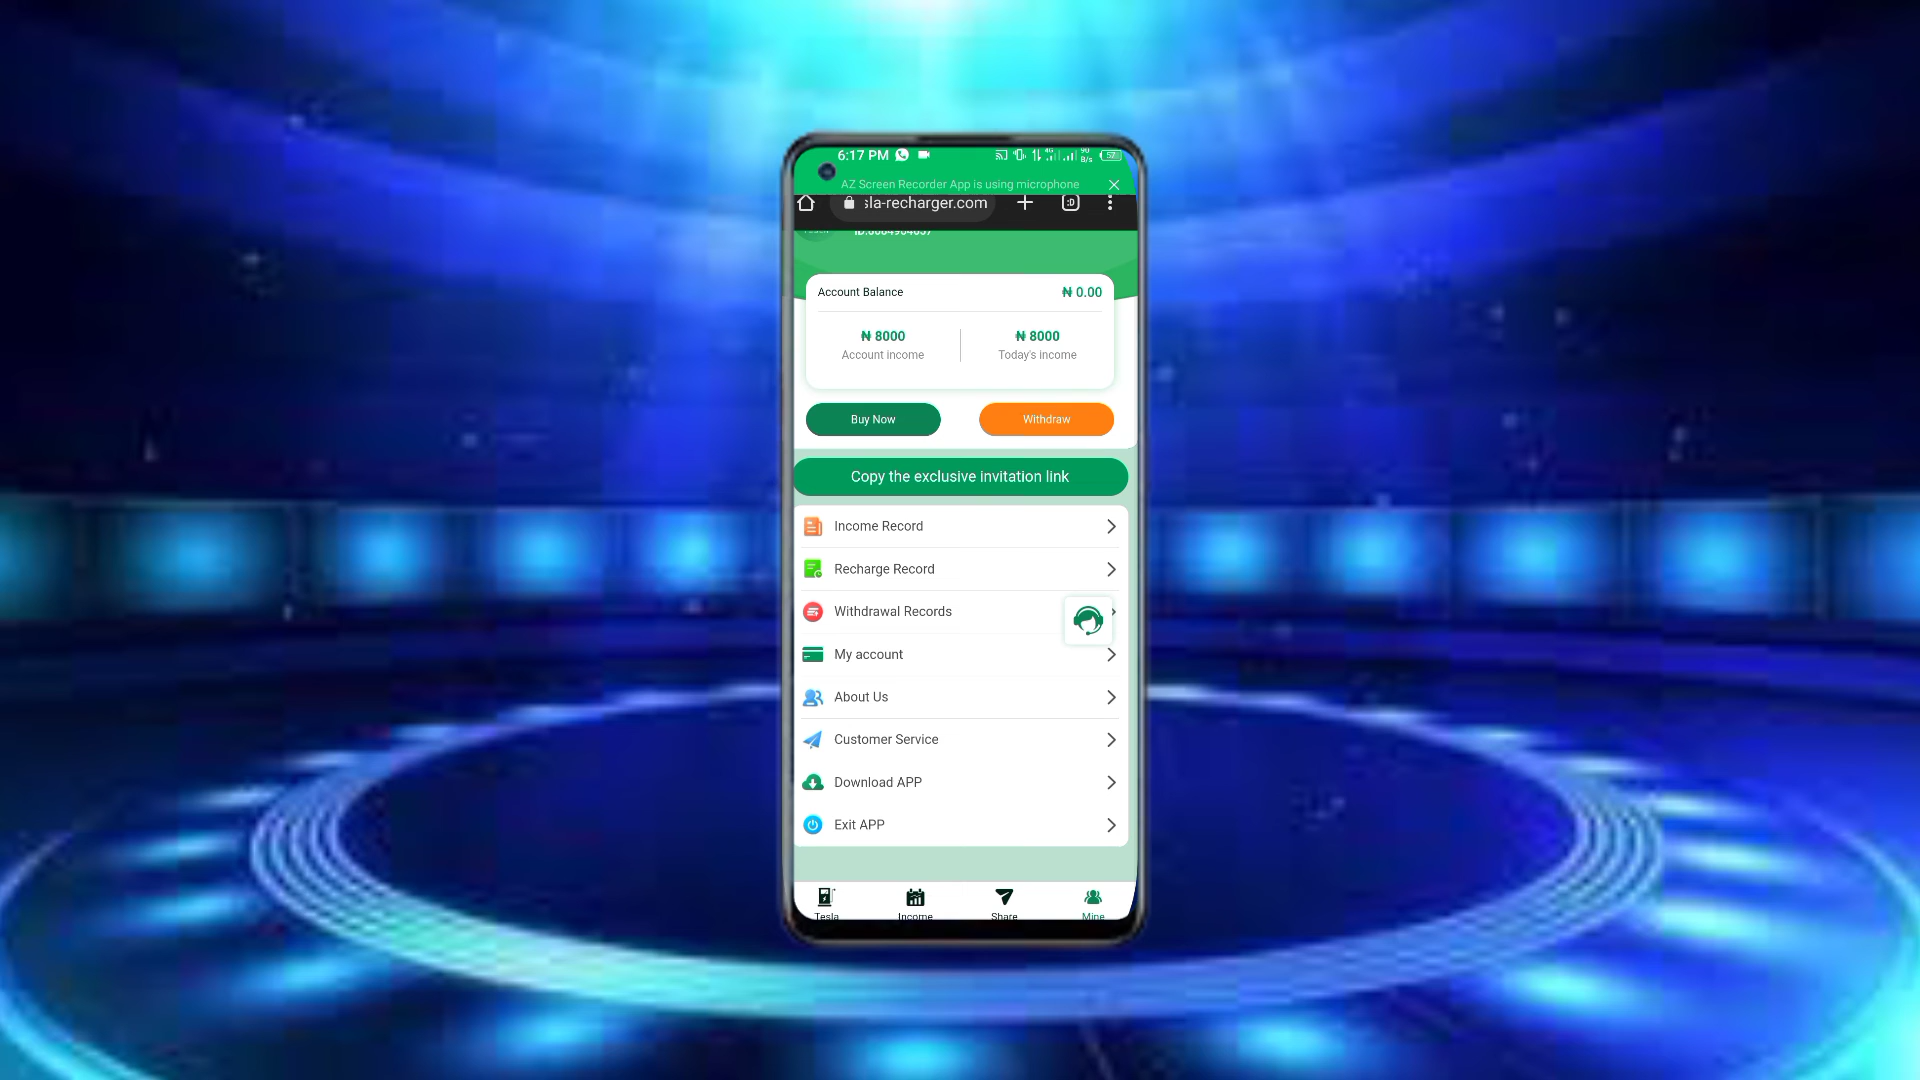 6:17 PM
AZ Screen Recorder App is using microphone
sla-recharger.com
Account Balance ₦ 0.00
₦ 8000 ₦ 8000
Account income Today's income
Buy Now Withdraw
Copy the exclusive invitation link
Income Record
Recharge Record
Withdrawal Records
My account
About Us
Customer Service
Download APP
Exit APP
Tesla Income Share Mine